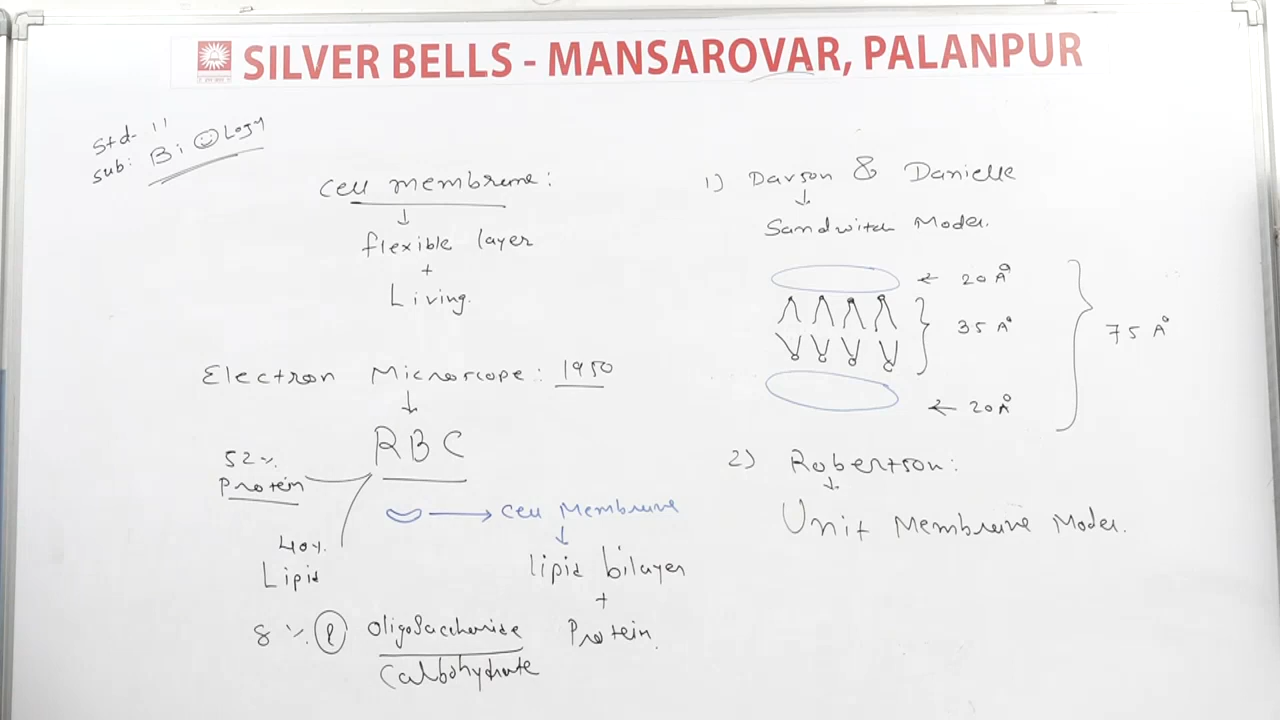 SILVER BELLS - MANSAROVAR, PALANPUR
Std- 11
Sub: Biology
Cell membrane:
flexible layer
+
Living.
Electron Microscope: 1950
RBC
52%
Protein
40%
Lipid
8%
Oligosaccharide
Carbohydrate
Cell Membrane
lipid bilayer
+
Protein.
1) Davson & Danielle
Sandwitch Model.
20 A°
35 A°
20 A°
75 A°
2) Robertson:
Unit Membrane Model.